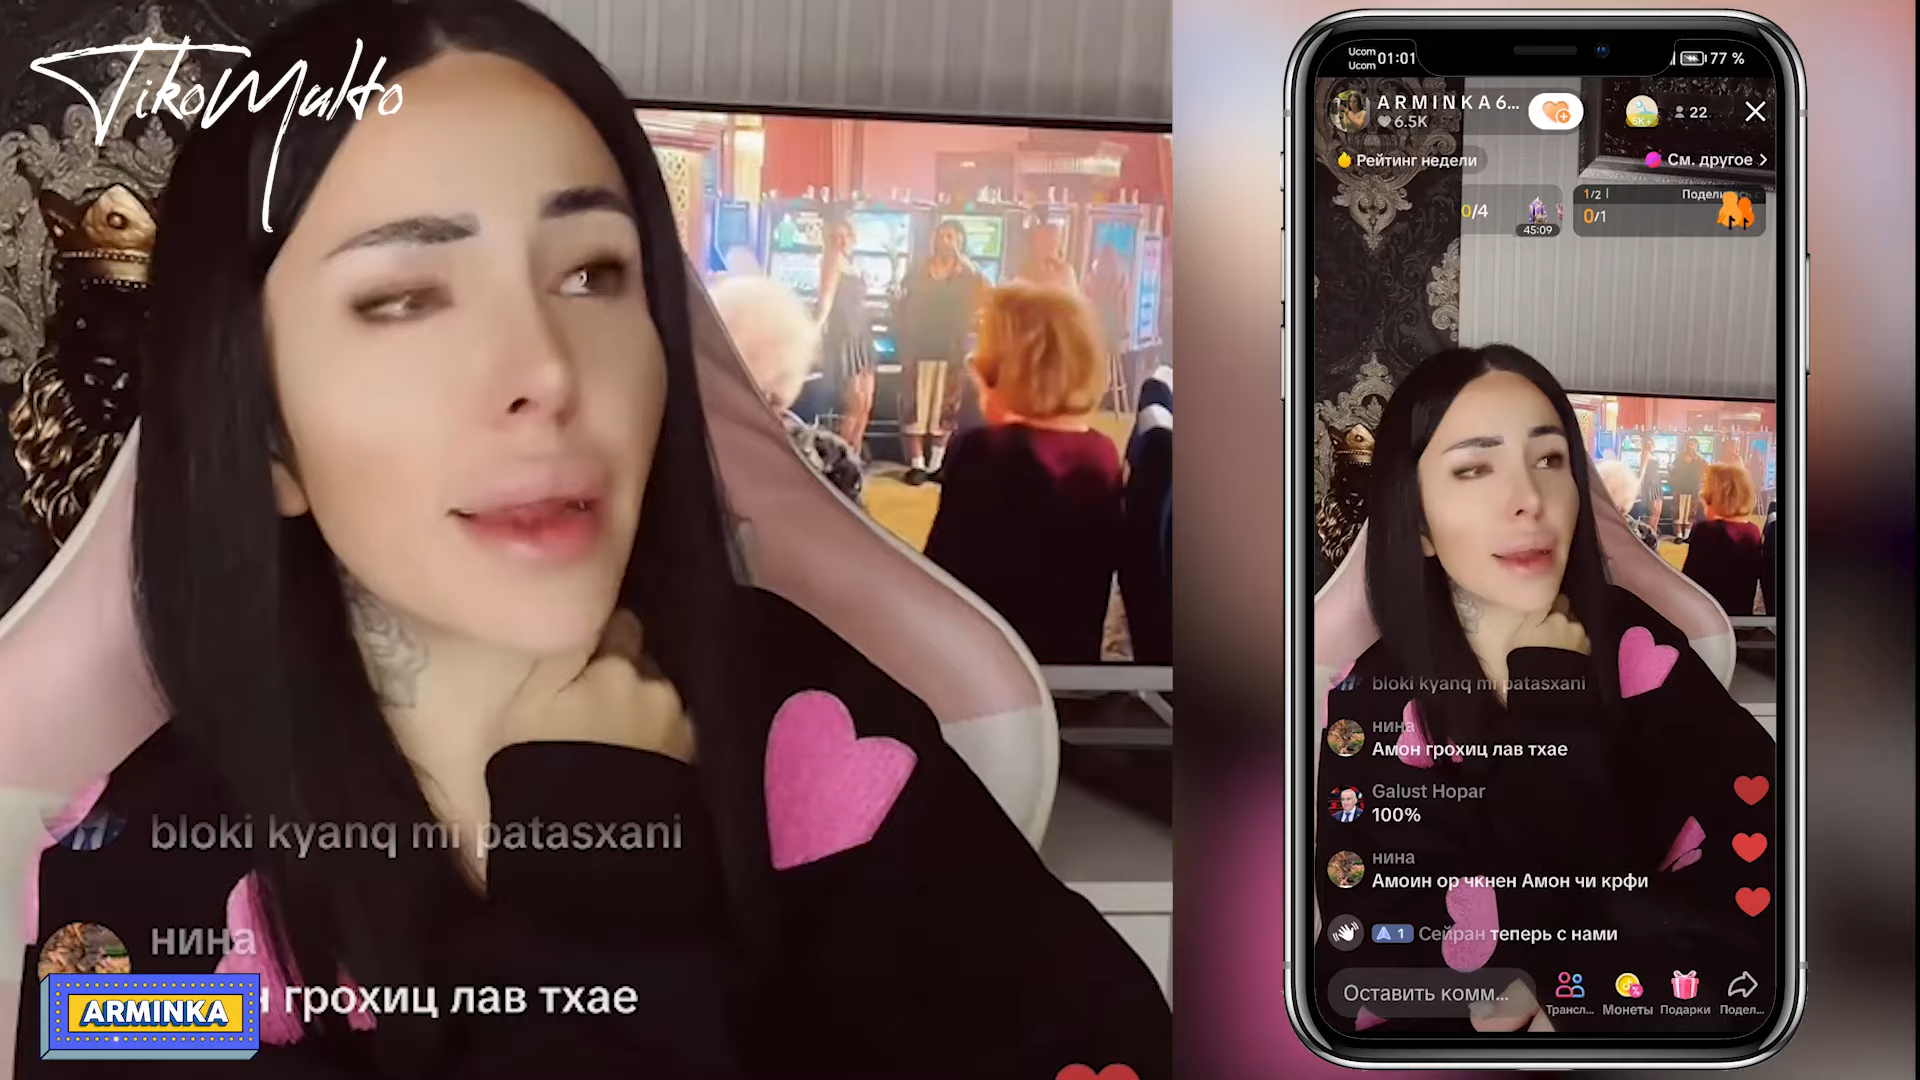 TikoMulto
bloki kyanq mi patasxani
нина
грохиц лав тхае
ARMINKA
Ucom
Ucom
01:01
77 %
A R M I N K A 6...
6.5K
5K+
22
Рейтинг недели
См. другое >
0/4
45:09
1/2
0/1
bloki kyanq mi patasxani
нина
Амон грохиц лав тхае
Galust Hopar
100%
нина
Амоин ор чкнен Амон чи крфи
1 Сейран теперь с нами
Оставить комм...
Трансл...
Монеты
Подарки
Подел...